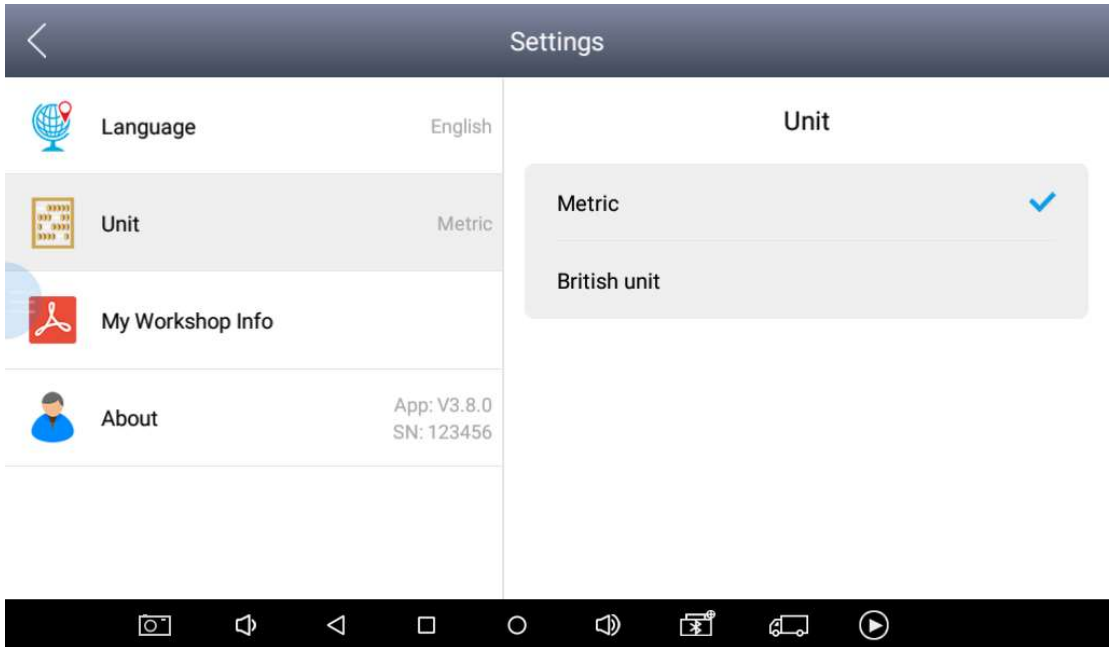 Settings
Language
English
Unit
Metric
My Workshop Info
About
App: V3.8.0
SN: 123456
Unit
Metric
British unit